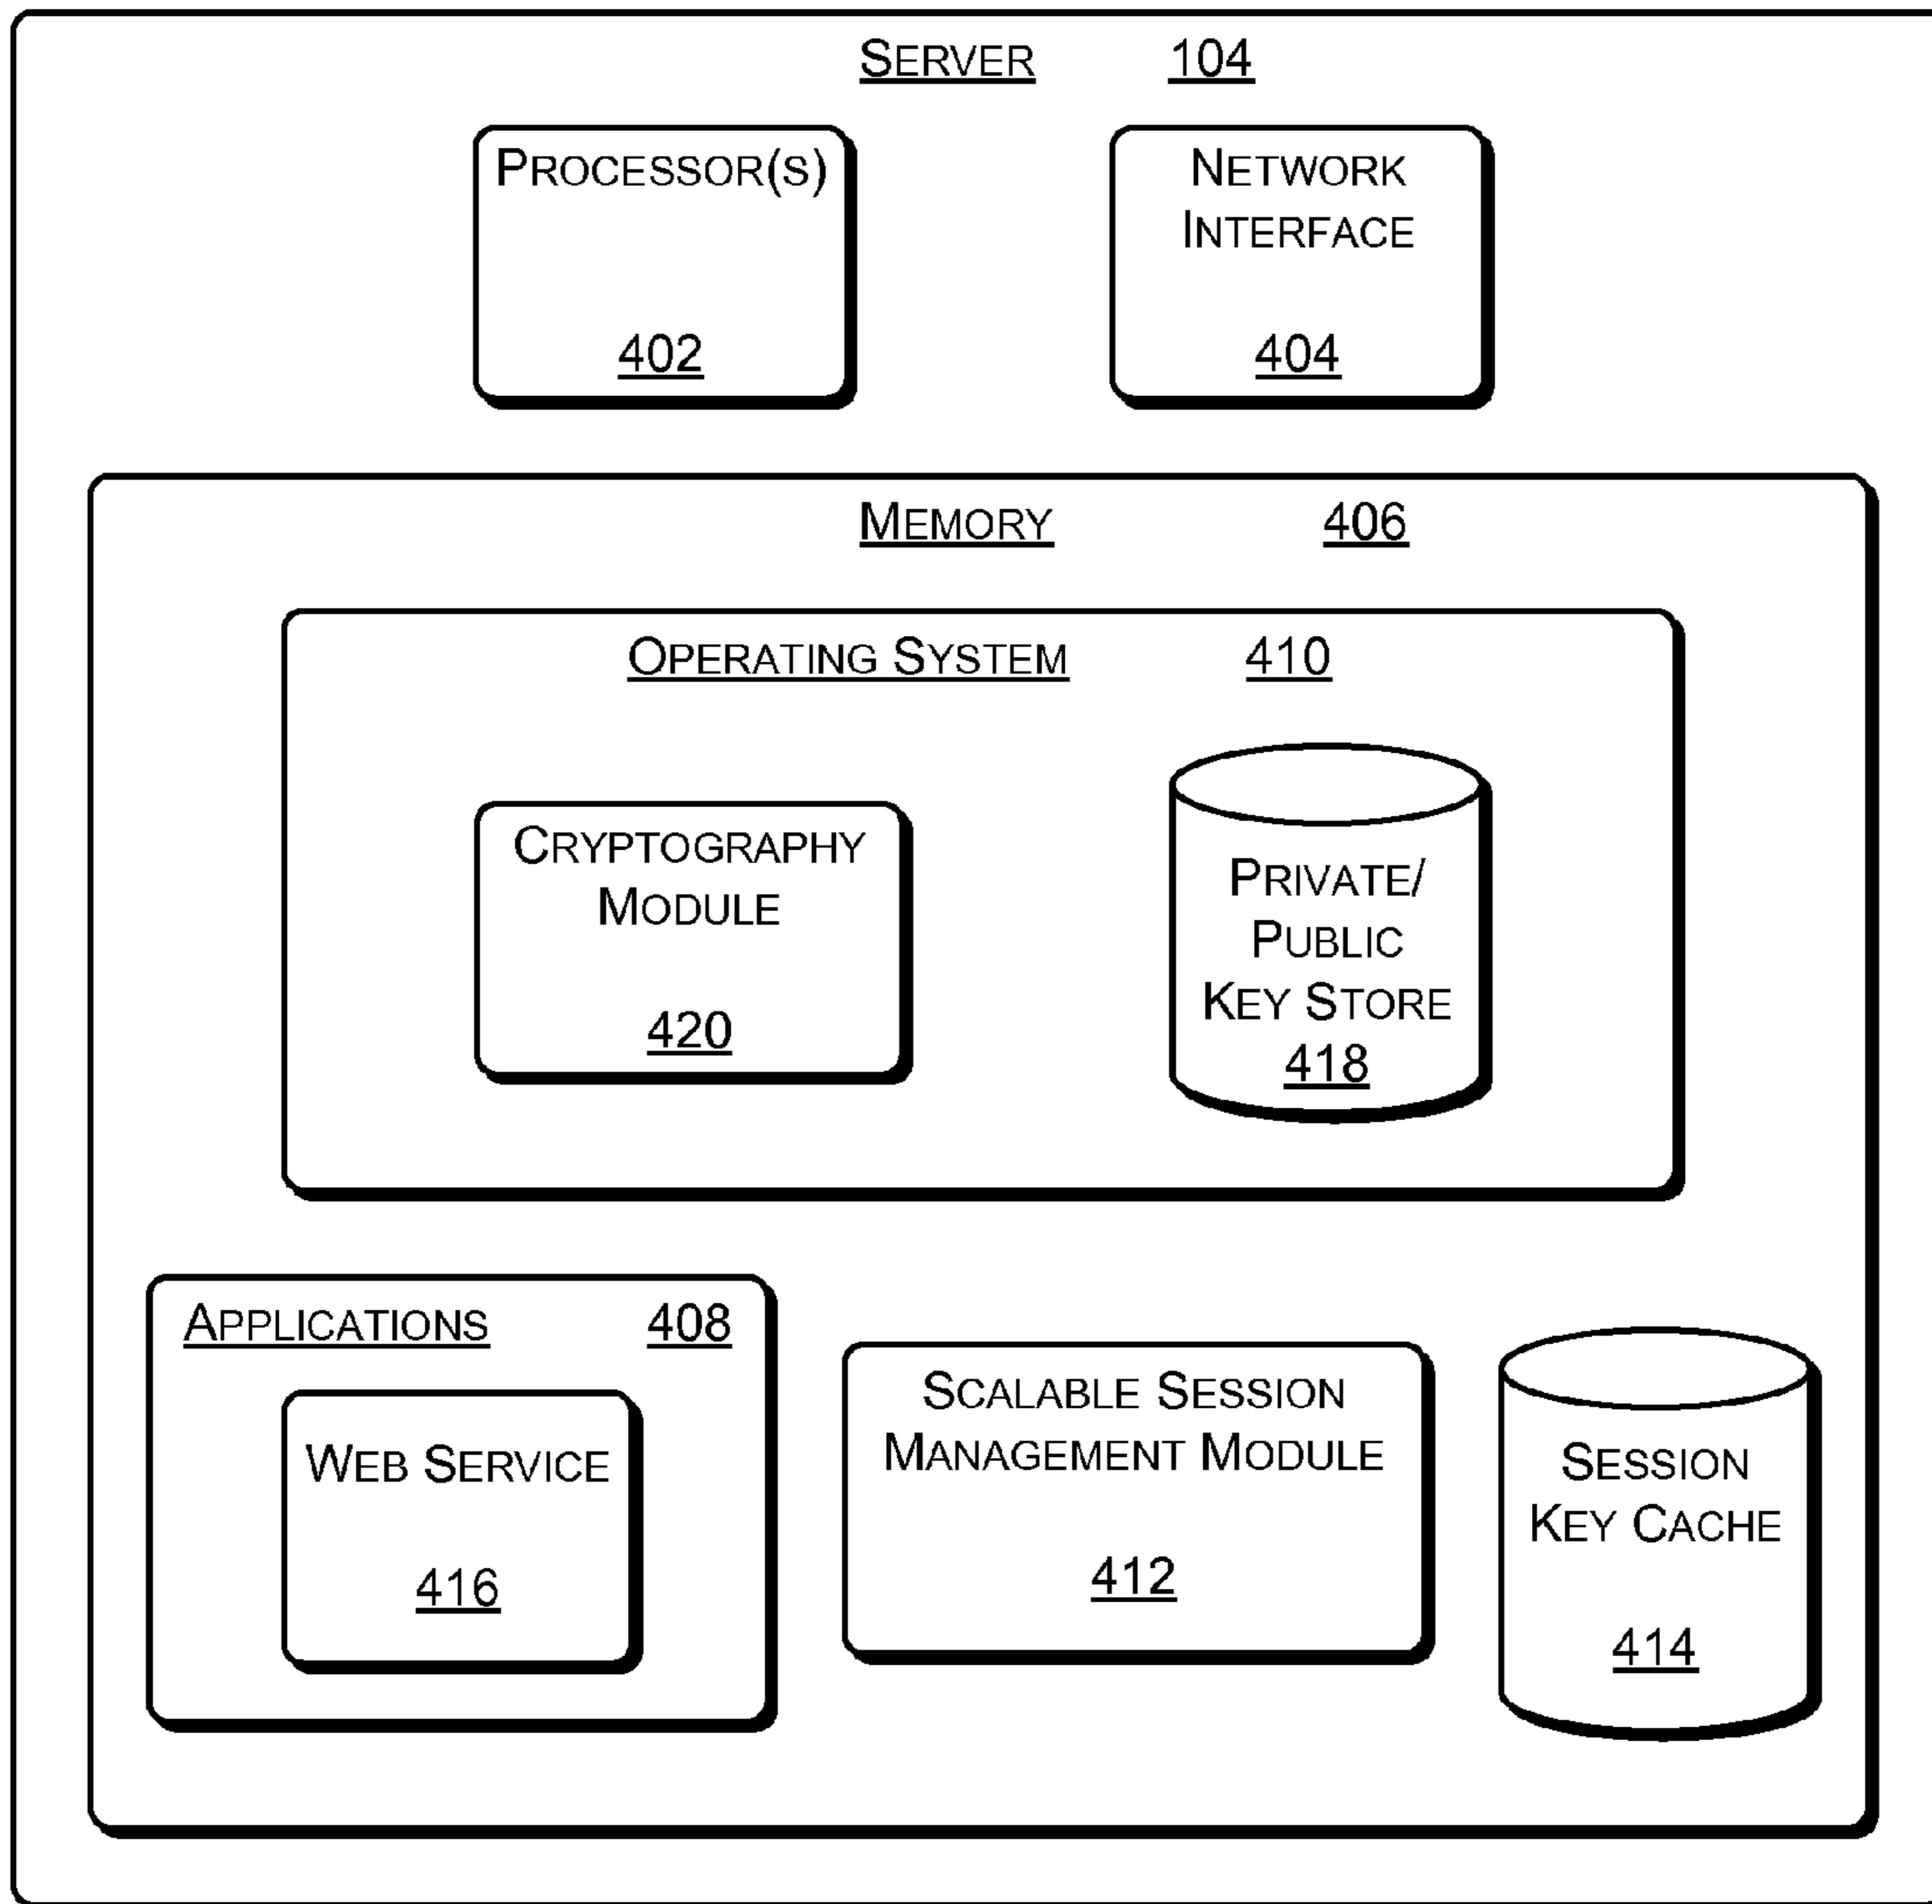 SERVER 104
PROCESSOR(S)
402
NETWORK
INTERFACE
404
MEMORY 406
OPERATING SYSTEM 410
CRYPTOGRAPHY
MODULE
420
PRIVATE/
PUBLIC
KEY STORE
418
APPLICATIONS 408
WEB SERVICE
416
SCALABLE SESSION
MANAGEMENT MODULE
412
SESSION
KEY CACHE
414